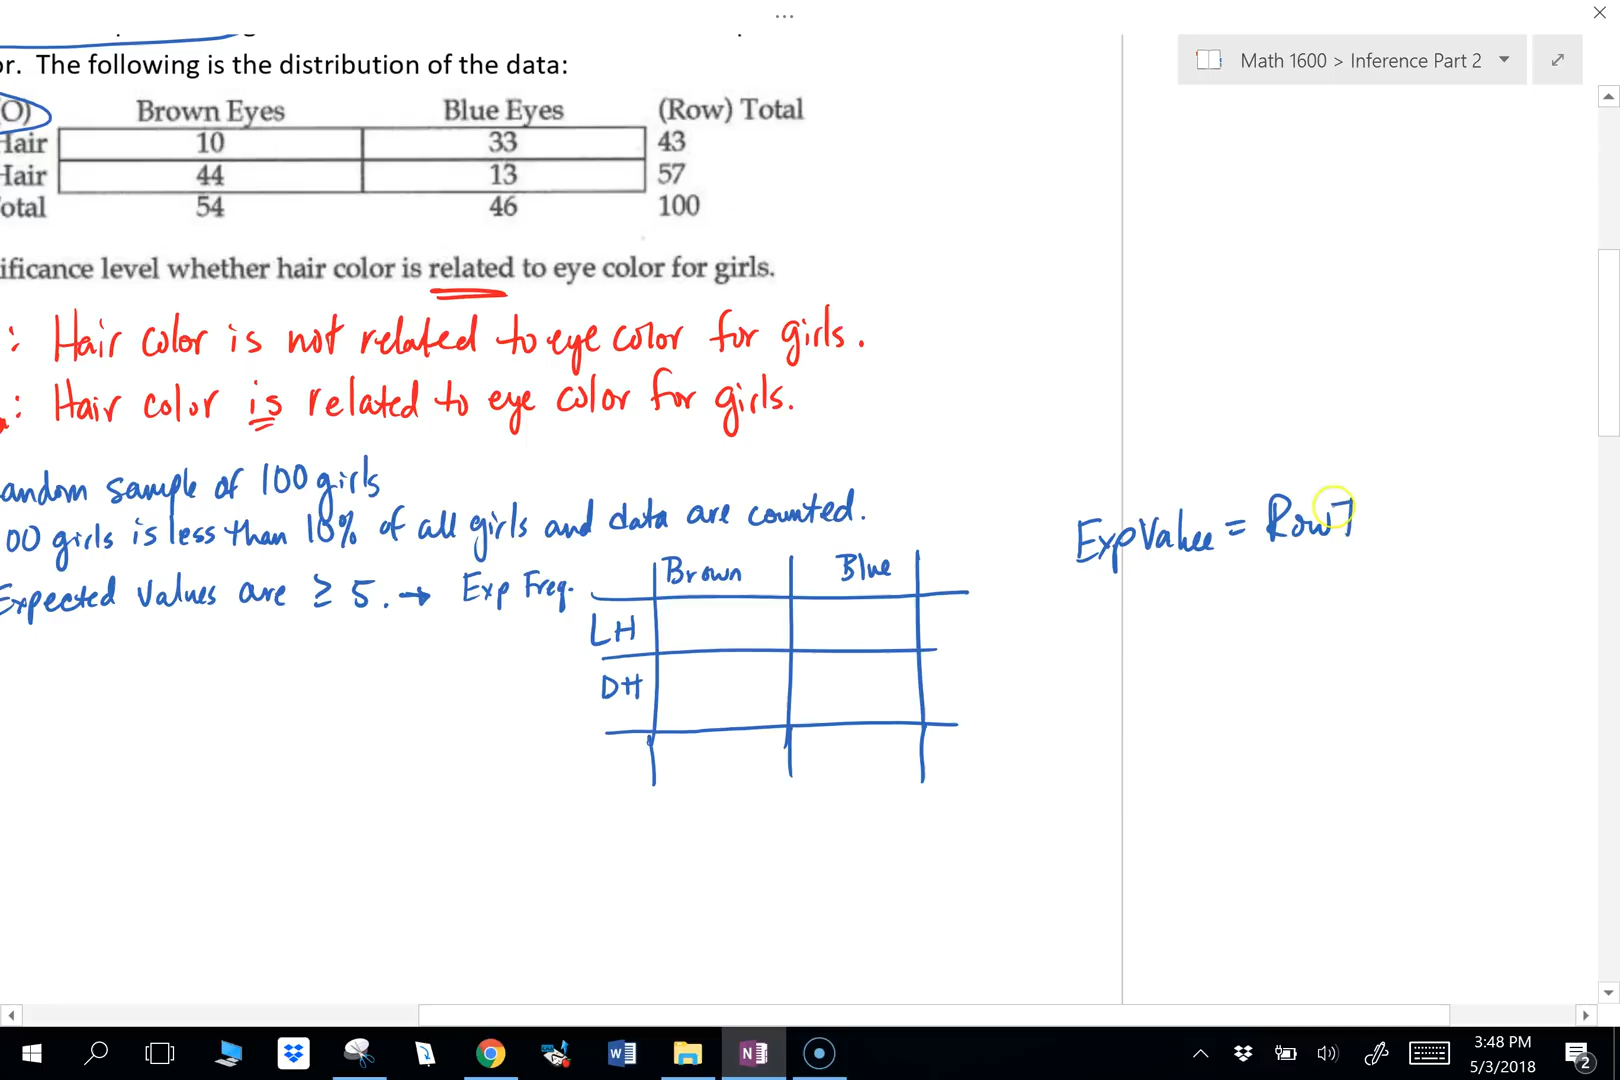 Math 1600 > Inference Part 2
or. The following is the distribution of the data:
(O) Brown Eyes Blue Eyes (Row) Total
Hair 10 33 43
Hair 44 13 57
otal 54 46 100
ificance level whether hair color is related to eye color for girls.
: Hair color is not related to eye color for girls.
: Hair color is related to eye color for girls.
andom sample of 100 girls
00 girls is less than 10% of all girls and data are counted.
Expected values are ≥ 5. → Exp Freq.
Brown Blue
LH
DH
Exp Value = Row T
3:48 PM
5/3/2018
2